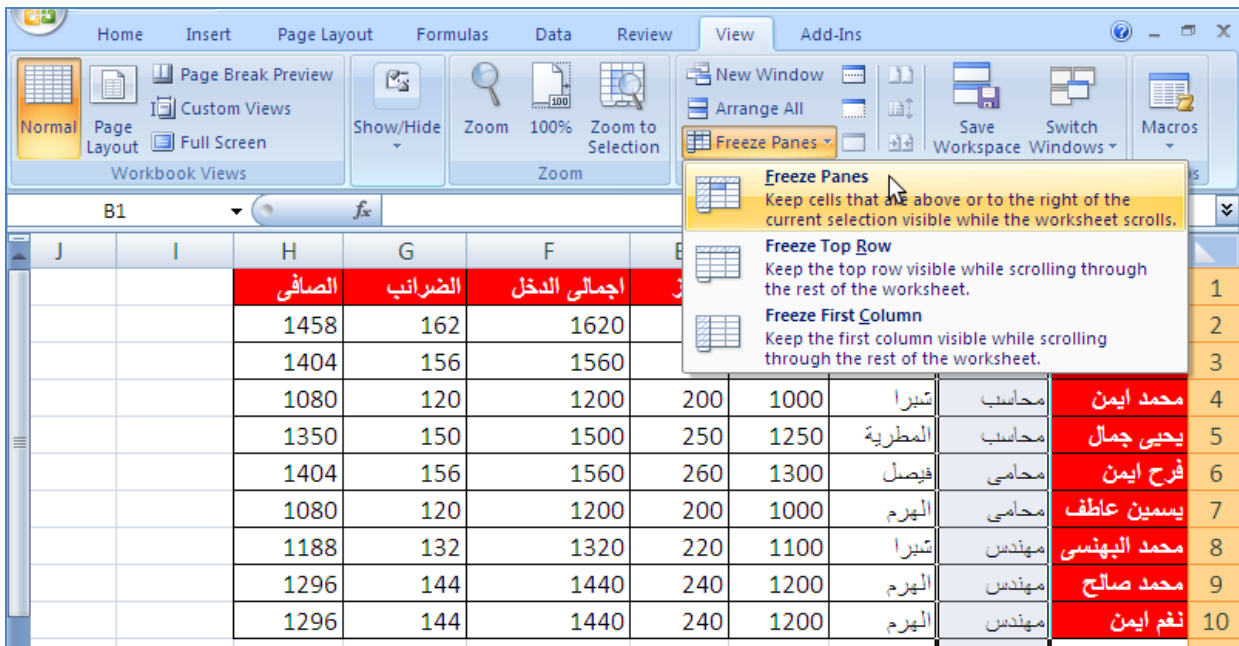 Home Insert Page Layout Formulas Data Review View Add-Ins
Normal
Page Layout
Page Break Preview
Custom Views
Full Screen
Workbook Views
Show/Hide
Zoom
100%
Zoom to Selection
Zoom
New Window
Arrange All
Freeze Panes
Save Workspace
Switch Windows
Macros
Freeze Panes
Keep cells that are above or to the right of the
current selection visible while the worksheet scrolls.
Freeze Top Row
Keep the top row visible while scrolling through
the rest of the worksheet.
Freeze First Column
Keep the first column visible while scrolling
through the rest of the worksheet.
B1 fx
J I H G F
1 اجمالى الدخل الضرائب الصافى
2 1620 162 1458
3 1560 156 1404
4 محمد ايمن محاسب شبرا 1000 200 1200 120 1080
5 يحيى جمال محاسب المطرية 1250 250 1500 150 1350
6 فرح ايمن محامى فيصل 1300 260 1560 156 1404
7 يسمين عاطف محامى الهرم 1000 200 1200 120 1080
8 محمد البهنسى مهندس شبرا 1100 220 1320 132 1188
9 محمد صالح مهندس الهرم 1200 240 1440 144 1296
10 نغم ايمن مهندس الهرم 1200 240 1440 144 1296